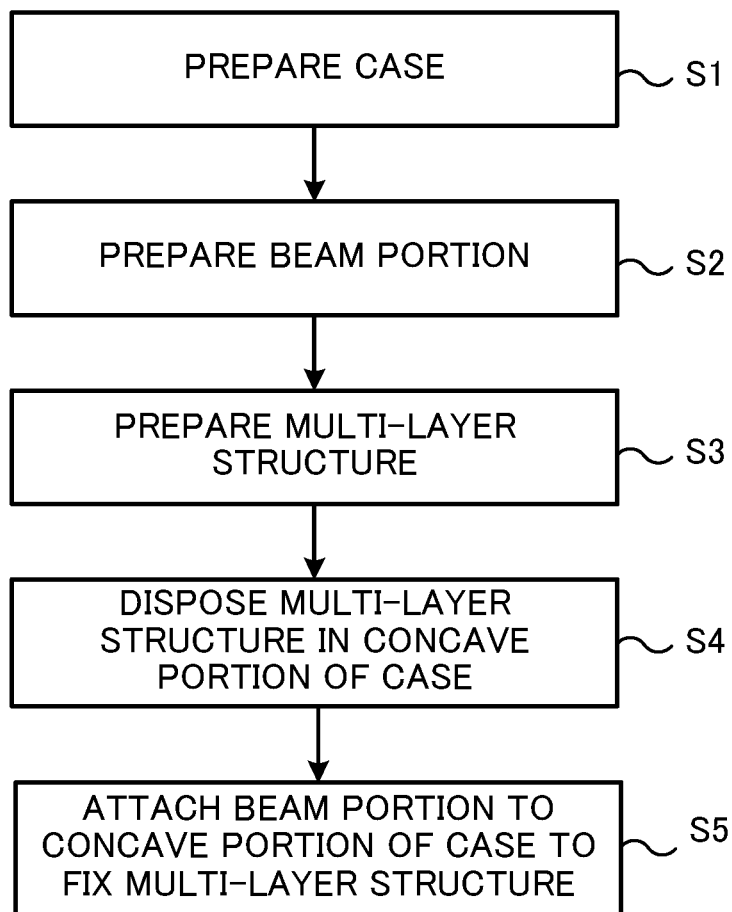 PREPARE CASE
S1
PREPARE BEAM PORTION
S2
PREPARE MULTI-LAYER
STRUCTURE
S3
DISPOSE MULTI-LAYER
STRUCTURE IN CONCAVE
PORTION OF CASE
S4
ATTACH BEAM PORTION TO
CONCAVE PORTION OF CASE TO
FIX MULTI-LAYER STRUCTURE
S5